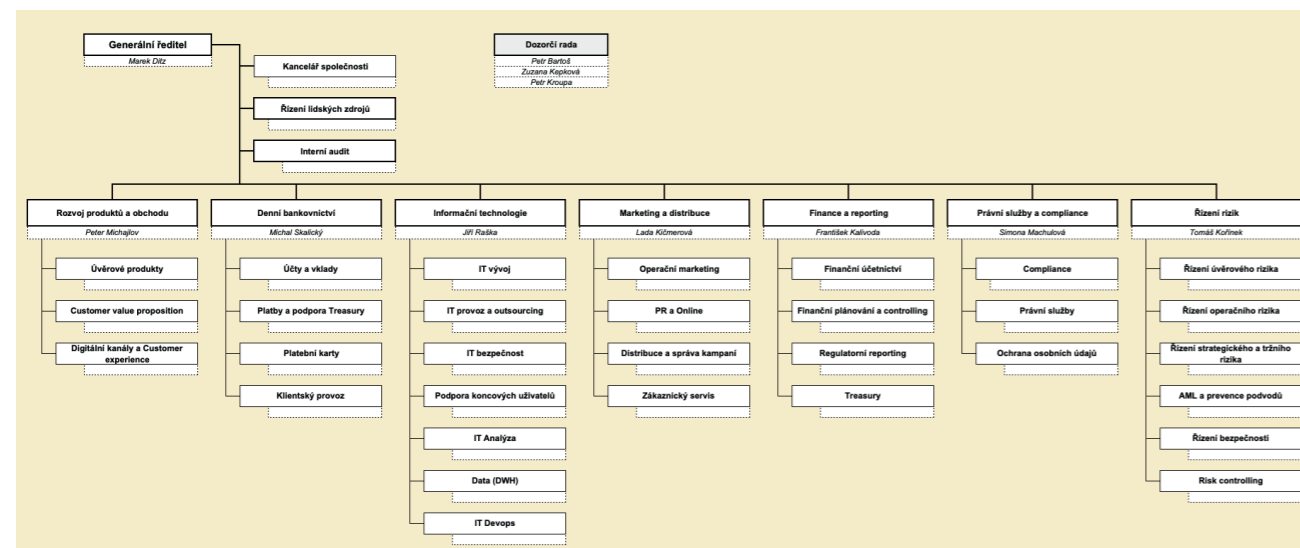 Generální ředitel
Marek Ditz
Dozorčí rada
Petr Bartoš
Zuzana Kepková
Petr Kroupa
Kancelář společnosti
Řízení lidských zdrojů
Interní audit
Rozvoj produktů a obchodu
Peter Michajlov
Úvěrové produkty
Customer value proposition
Digitální kanály a Customer
experience
Denní bankovnictví
Michal Skalický
Účty a vklady
Platby a podpora Treasury
Platební karty
Klientský provoz
Informační technologie
Jiří Raška
IT vývoj
IT provoz a outsourcing
IT bezpečnost
Podpora koncových uživatelů
IT Analýza
Data (DWH)
IT Devops
Marketing a distribuce
Lada Kičmerová
Operační marketing
PR a Online
Distribuce a správa kampaní
Zákaznický servis
Finance a reporting
František Kalivoda
Finanční účetnictví
Finanční plánování a controlling
Regulatorní reporting
Treasury
Právní služby a compliance
Simona Machulová
Compliance
Právní služby
Ochrana osobních údajů
Řízení rizik
Tomáš Kořínek
Řízení úvěrového rizika
Řízení operačního rizika
Řízení strategického a tržního
rizika
AML a prevence podvodů
Řízení bezpečnosti
Risk controlling